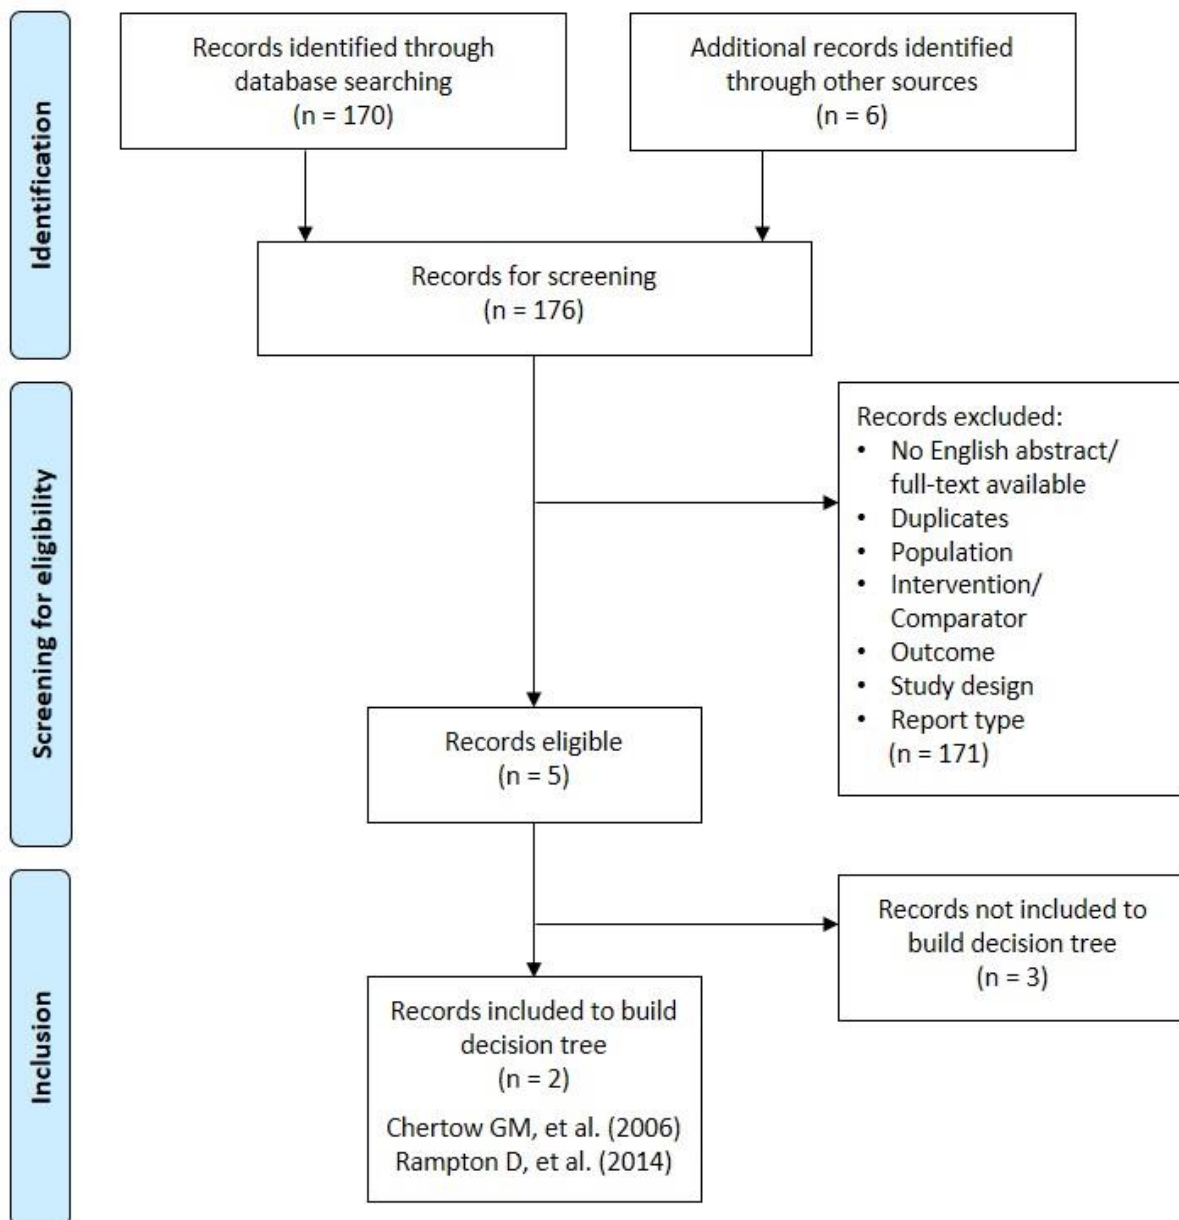 Identification
Records identified through
database searching
(n = 170)
Additional records identified
through other sources
(n = 6)
Records for screening
(n = 176)
Screening for eligibility
Records excluded:
• No English abstract/
full-text available
• Duplicates
• Population
• Intervention/
Comparator
• Outcome
• Study design
• Report type
(n = 171)
Records eligible
(n = 5)
Inclusion
Records not included to
build decision tree
(n = 3)
Records included to build
decision tree
(n = 2)
Chertow GM, et al. (2006)
Rampton D, et al. (2014)